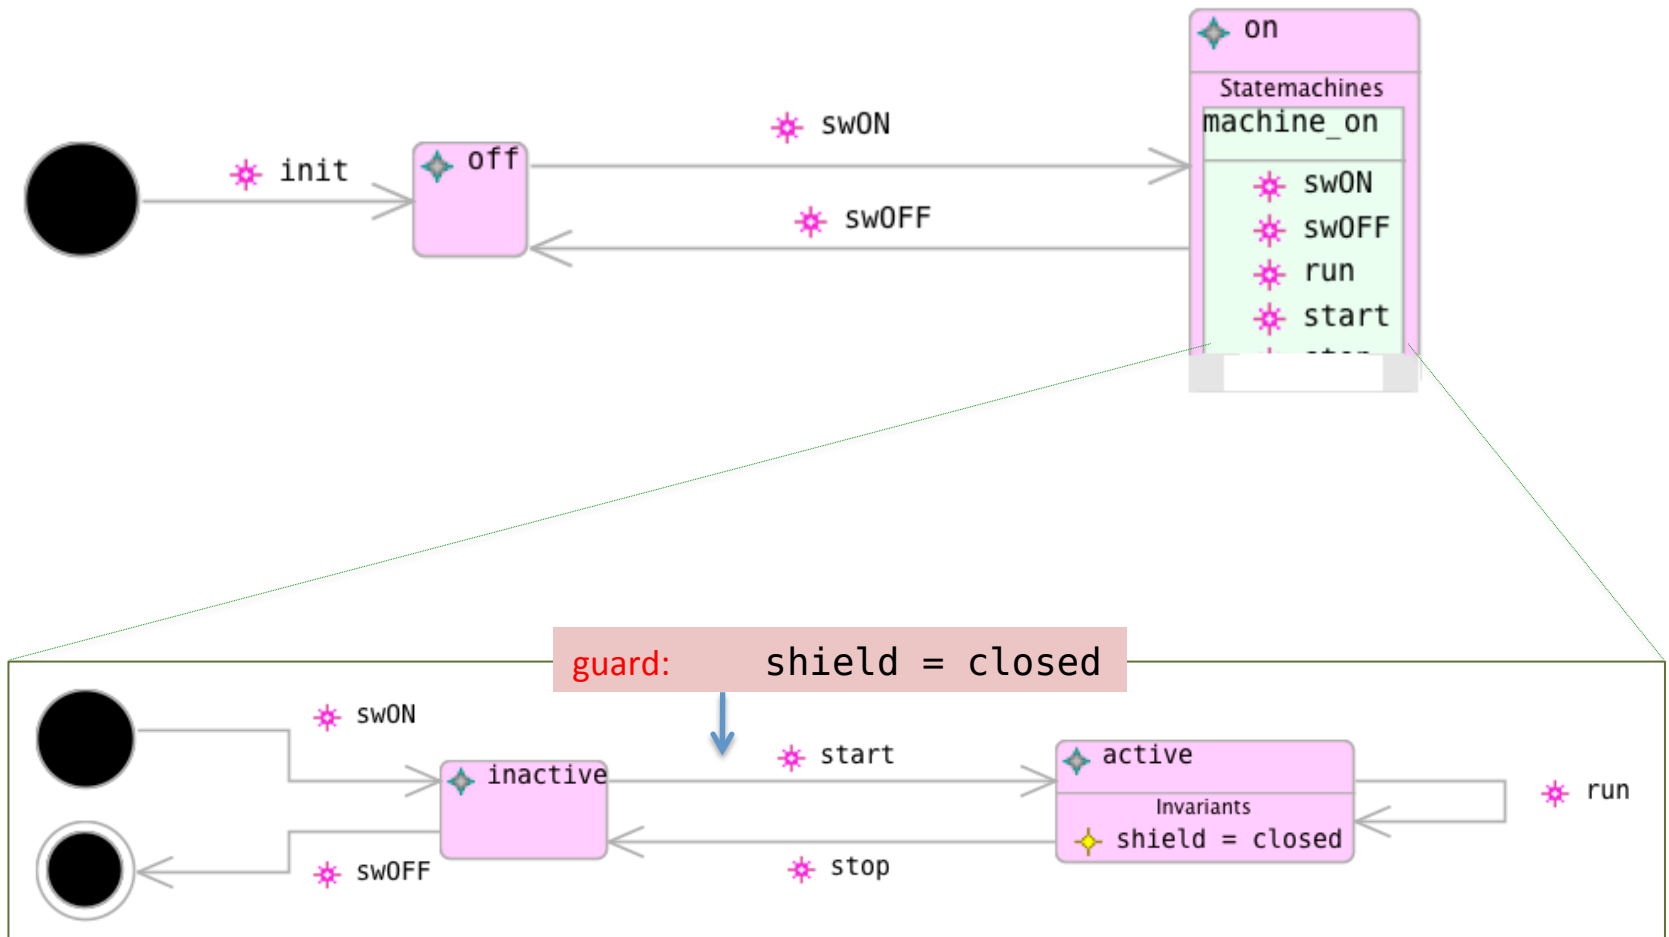 on
Statemachines
machine_on
swON
swOFF
run
start
init
off
swON
swOFF
guard: shield = closed
swON
inactive
swOFF
start
stop
active
Invariants
shield = closed
run